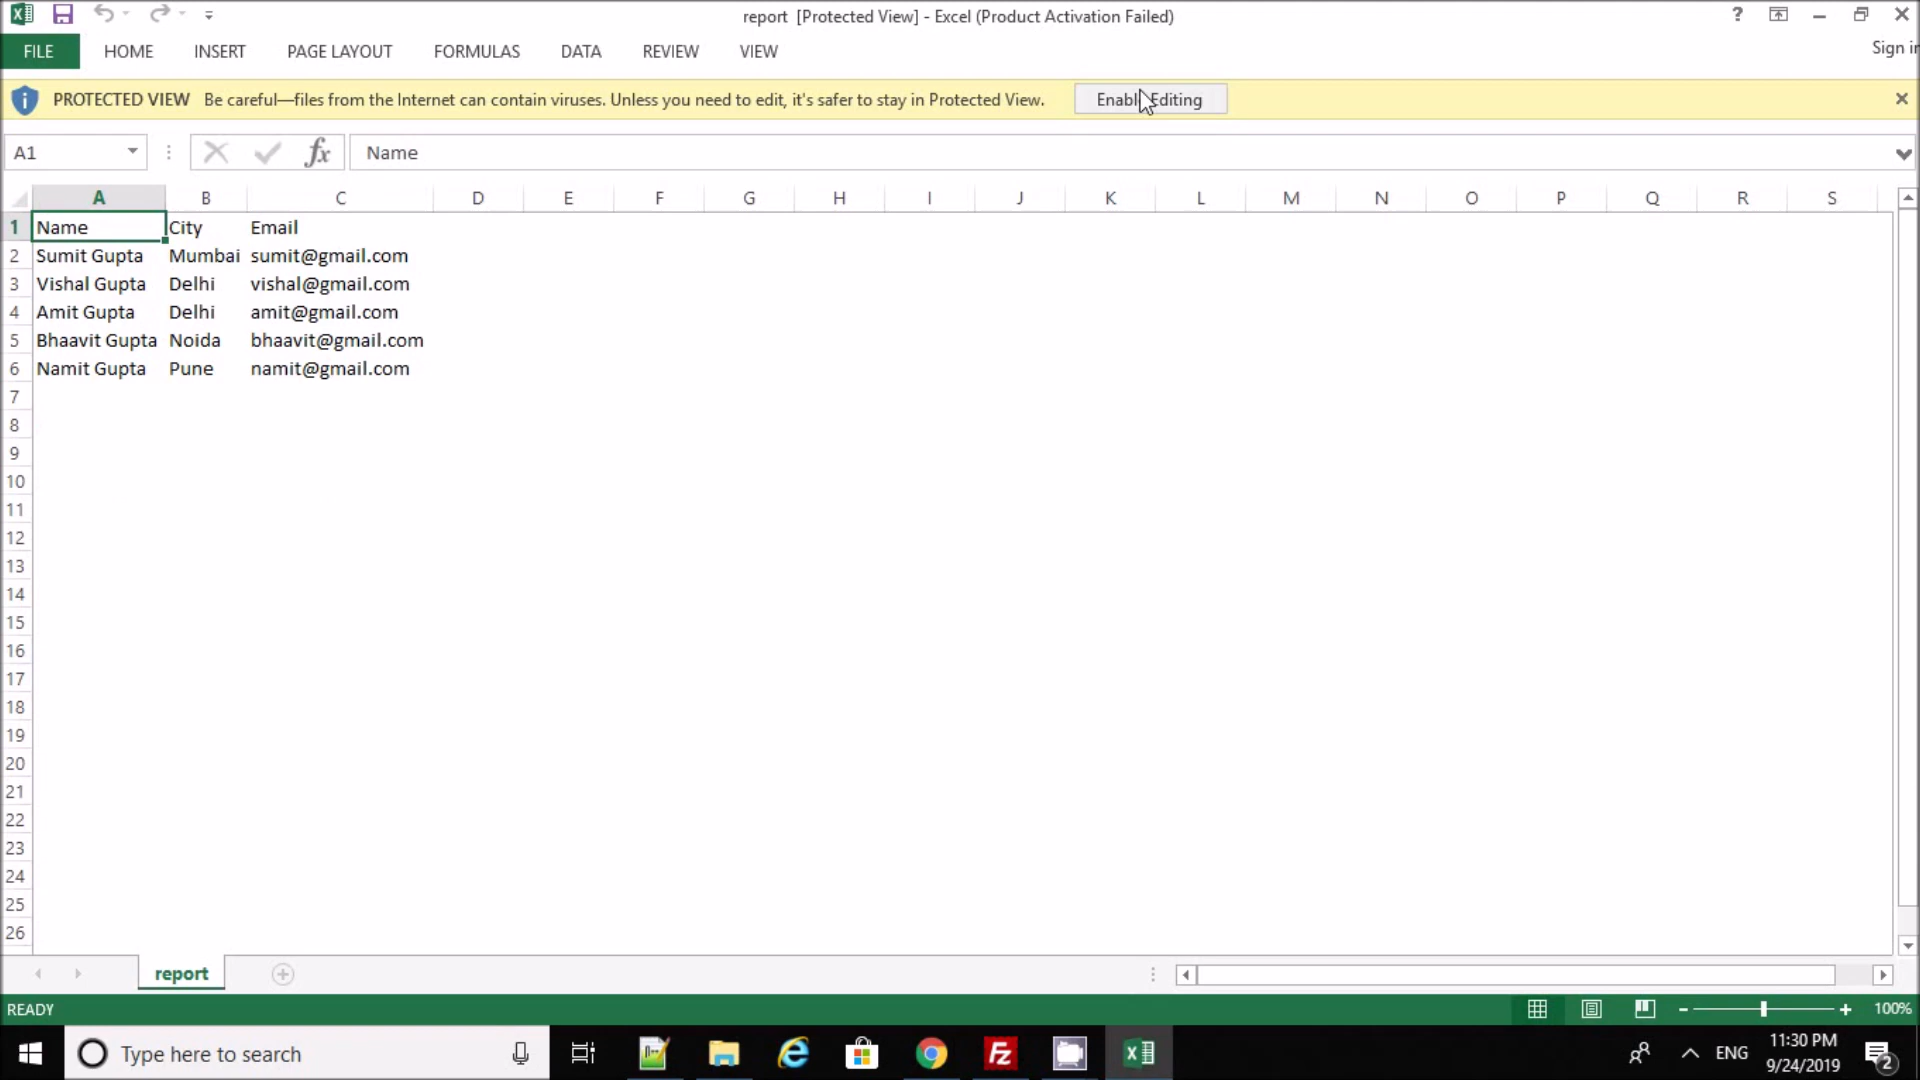 report [Protected View] - Excel (Product Activation Failed)
?
FILE HOME INSERT PAGE LAYOUT FORMULAS DATA REVIEW VIEW Sign in
PROTECTED VIEW Be careful—files from the Internet can contain viruses. Unless you need to edit, it's safer to stay in Protected View. Enable Editing
A1 fx Name
A B C D E F G H I J K L M N O P Q R S
1 Name City Email
2 Sumit Gupta Mumbai sumit@gmail.com
3 Vishal Gupta Delhi vishal@gmail.com
4 Amit Gupta Delhi amit@gmail.com
5 Bhaavit Gupta Noida bhaavit@gmail.com
6 Namit Gupta Pune namit@gmail.com
7
8
9
10
11
12
13
14
15
16
17
18
19
20
21
22
23
24
25
26
report
READY 100%
Type here to search ENG 11:30 PM
9/24/2019 2